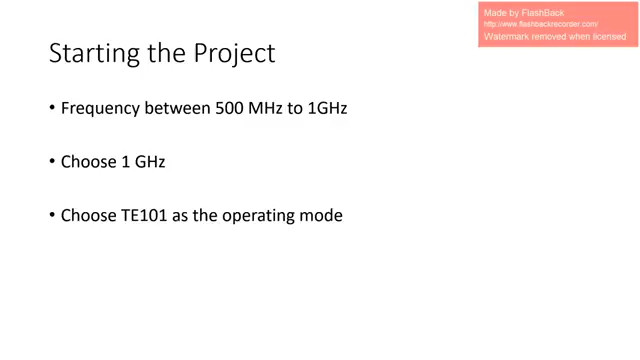 Made by FlashBack
http://www.flashbackrecorder.com/
Watermark removed when licensed
Starting the Project
• Frequency between 500 MHz to 1GHz
• Choose 1 GHz
• Choose TE101 as the operating mode